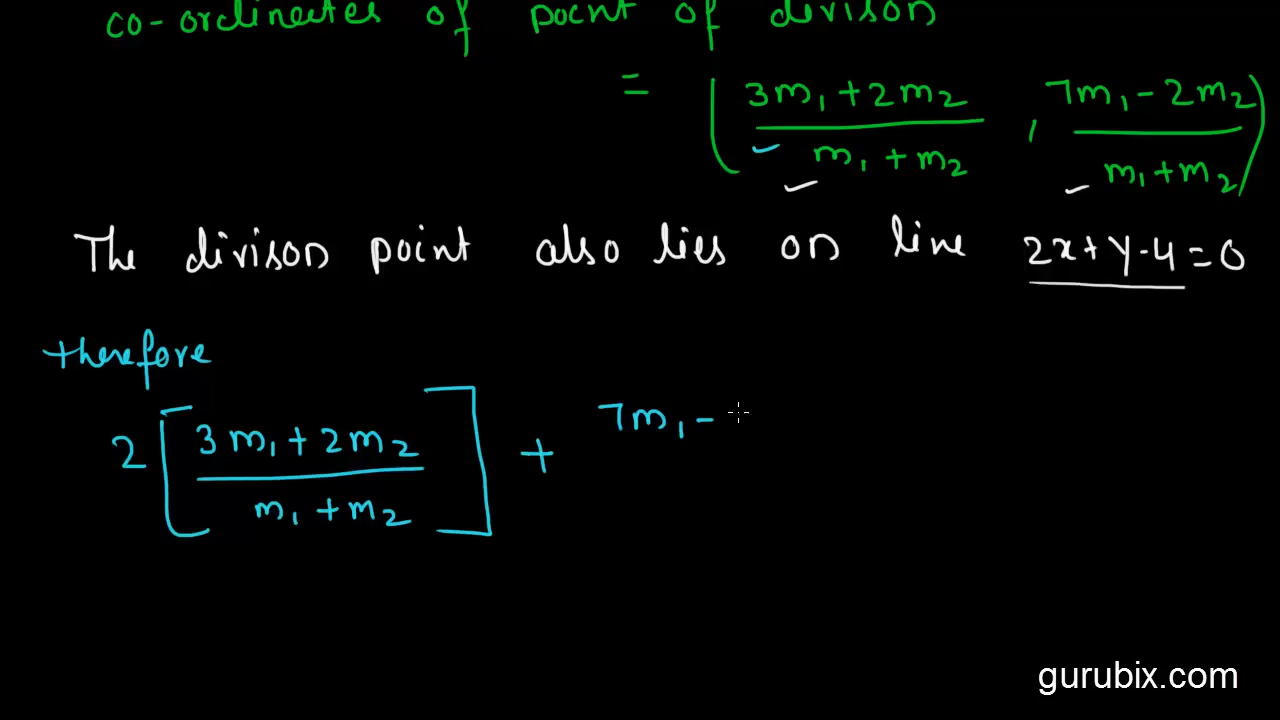 co-ordinates of point of divison
= ( 3m₁+2m₂ / m₁+m₂ , 7m₁-2m₂ / m₁+m₂ )
The divison point also lies on line 2x+y-4=0
therefore
2 [ 3m₁+2m₂ / m₁+m₂ ] + 7m₁-
gurubix.com